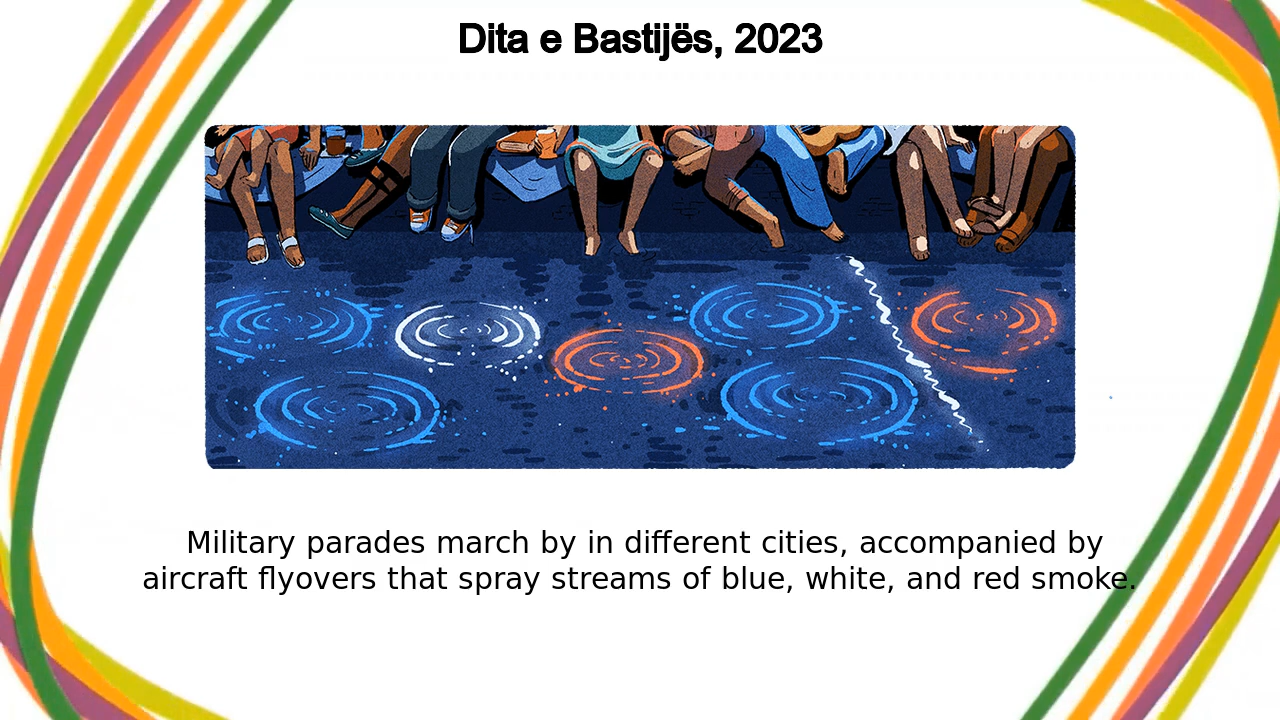 Dita e Bastijës, 2023
Military parades march by in different cities, accompanied by
aircraft flyovers that spray streams of blue, white, and red smoke.